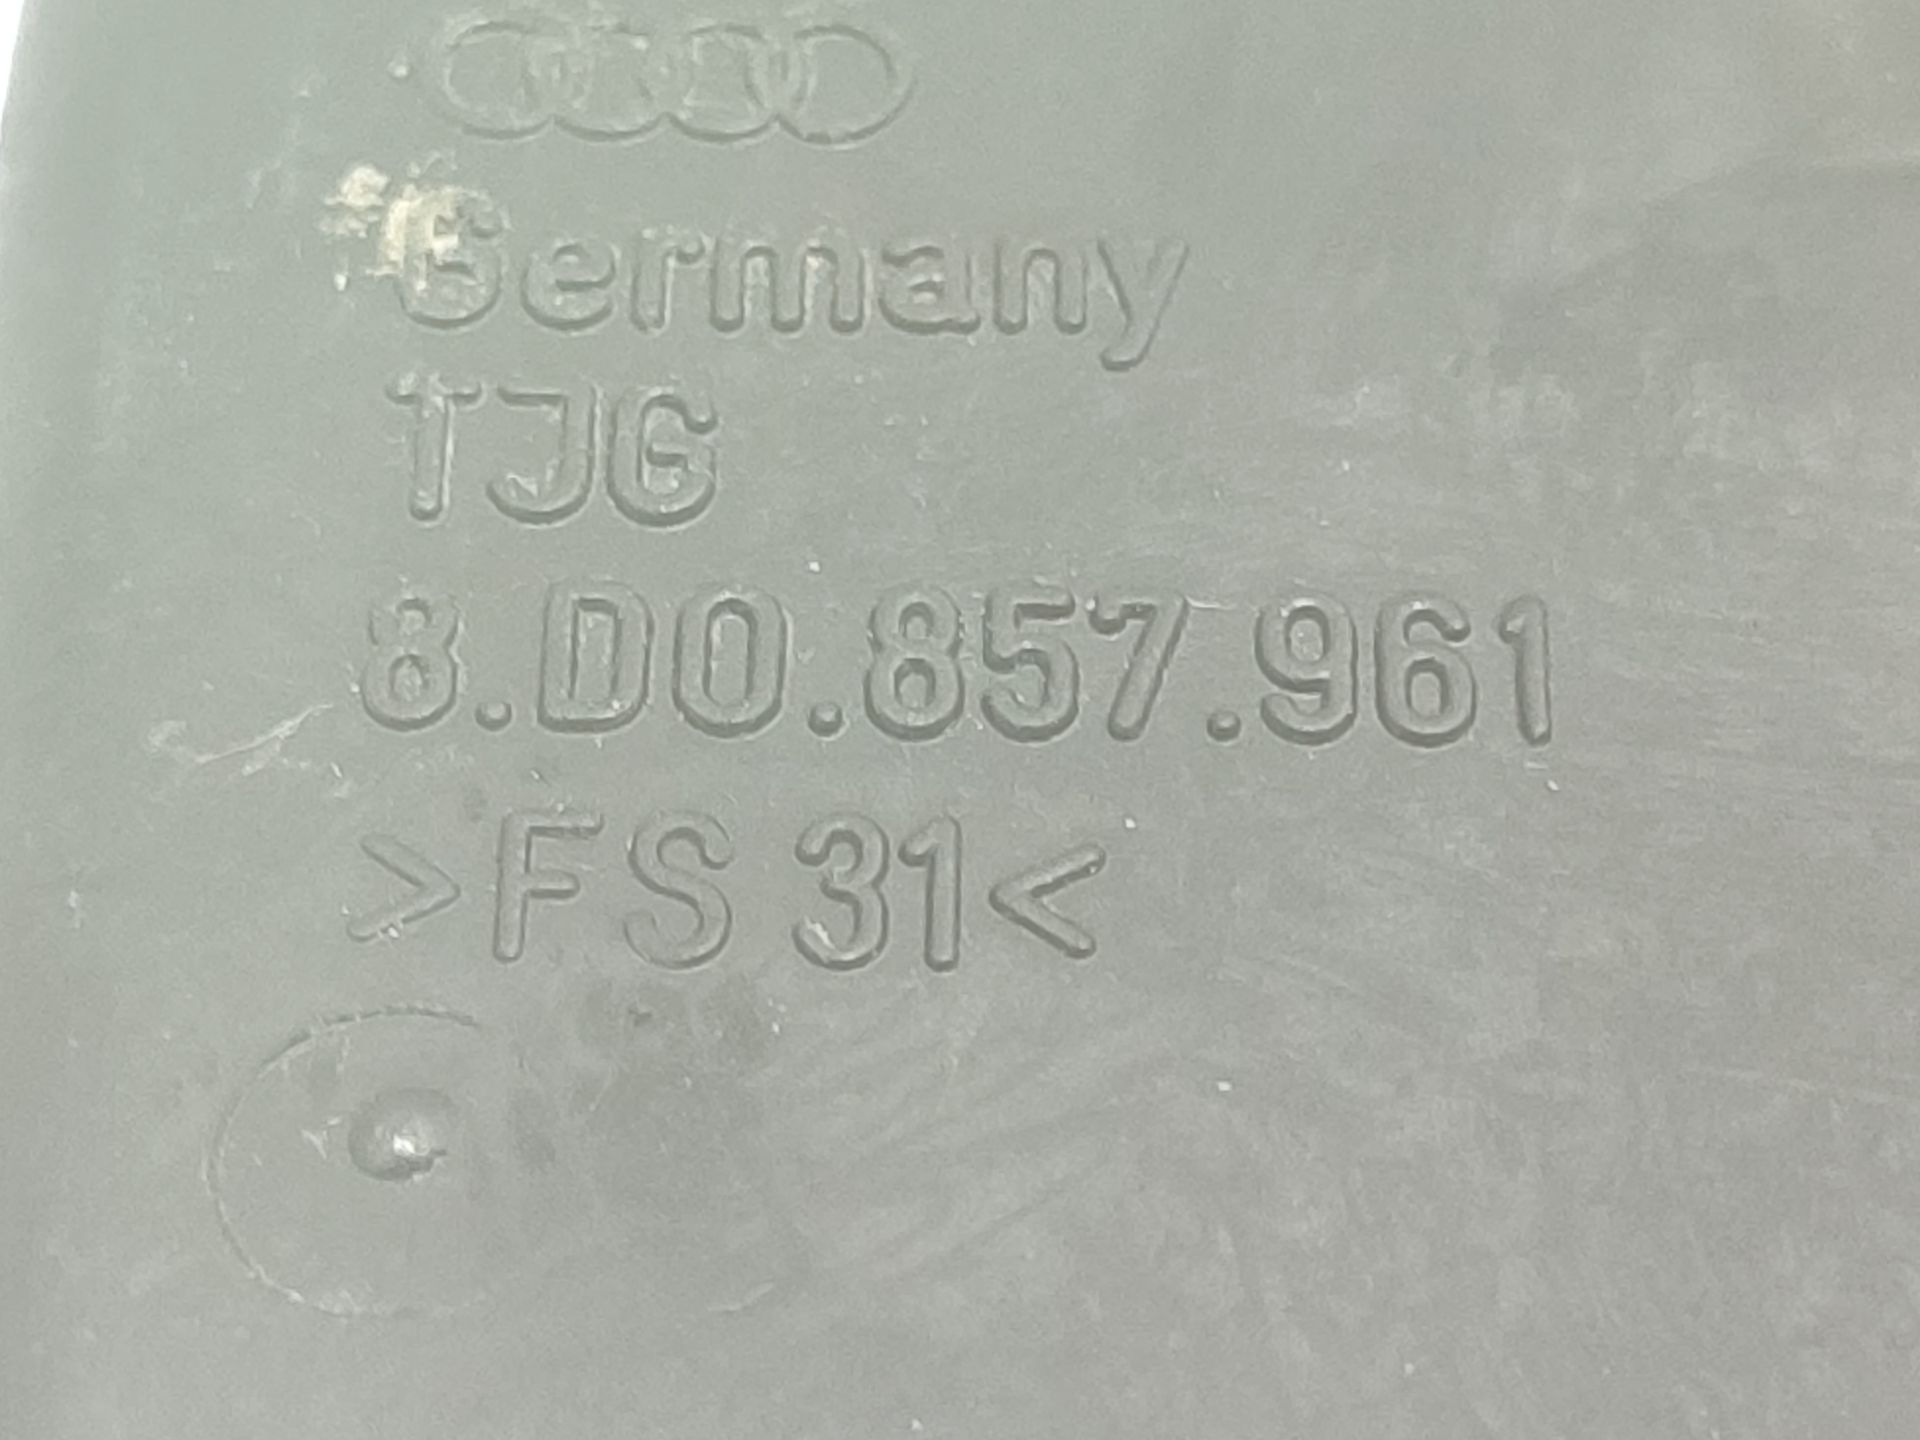 Germany
TJG
8.D0.857.961
>FS 31<